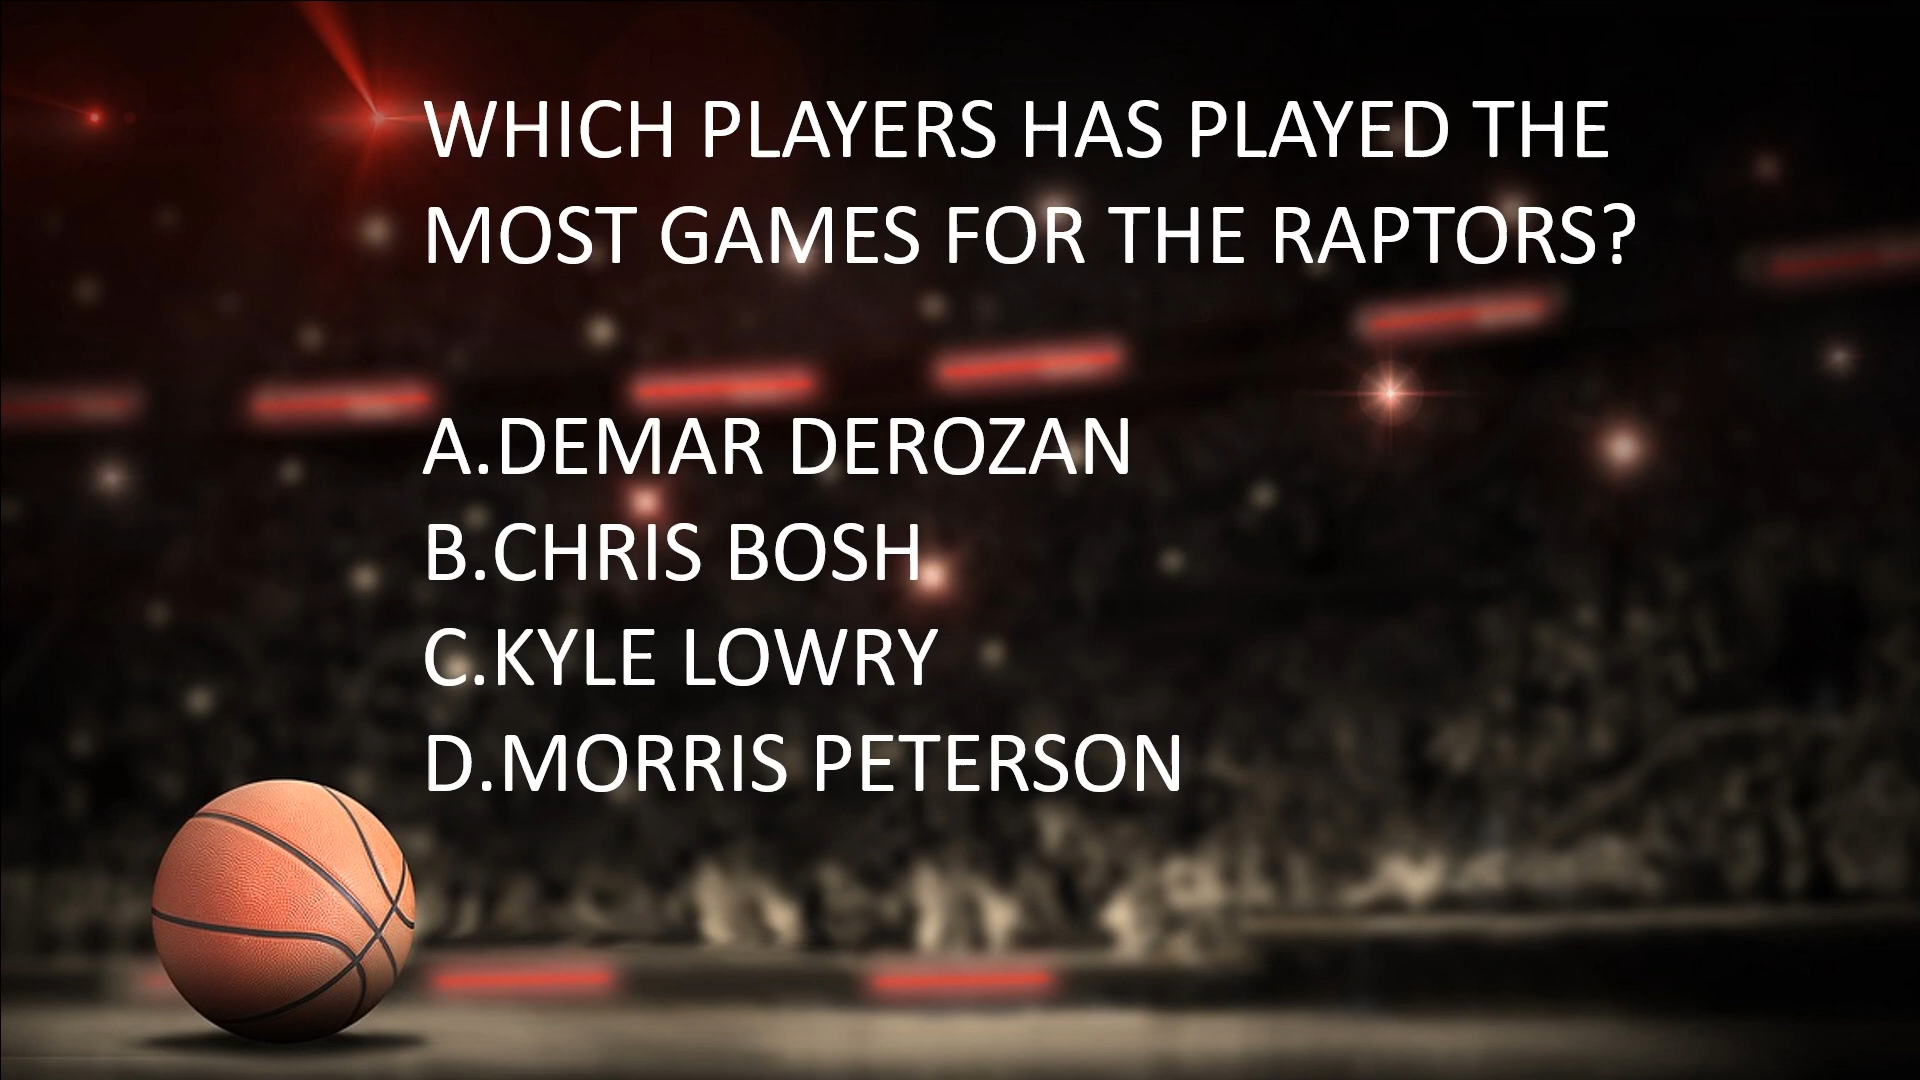 WHICH PLAYERS HAS PLAYED THE
MOST GAMES FOR THE RAPTORS?
A.DEMAR DEROZAN
B.CHRIS BOSH
C.KYLE LOWRY
D.MORRIS PETERSON